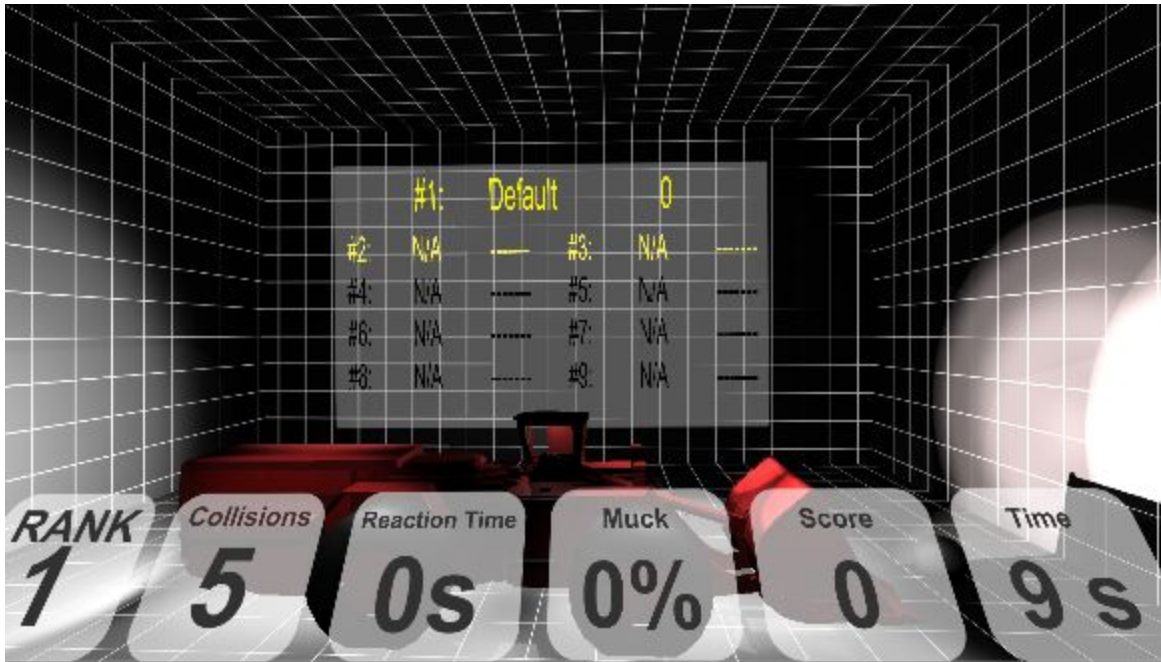 #1: Default 0
#2: N/A ------ #3: N/A ------
#4: N/A ------ #5: N/A ------
#6: N/A ------ #7: N/A ------
#8: N/A ------ #9: N/A ------
RANK Collisions Reaction Time Muck Score Time
1 5 0s 0% 0 9 s